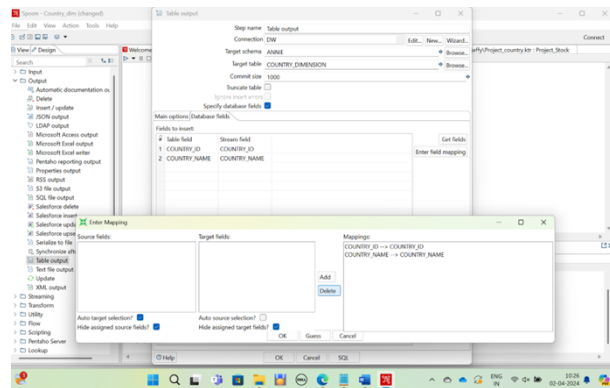 Spoon - Country_dim (changed)
File Edit View Action Tools Help
Connect
View Design
Welcome
affy\Project_country.ktr : Project_Stock
Search
Input
Output
Automatic documentation ou
Delete
Insert / update
JSON output
LDAP output
Microsoft Access output
Microsoft Excel output
Microsoft Excel writer
Pentaho reporting output
Properties output
RSS output
S3 file output
SQL file output
Salesforce delete
Salesforce insert
Salesforce upda
Salesforce upse
Serialize to file
Synchronize aft
Table output
Text file output
Update
XML output
Streaming
Transform
Utility
Flow
Scripting
Pentaho Server
Lookup
Table output
Step name Table output
Connection DW Edit... New... Wizard...
Target schema ANNIE Browse...
Target table COUNTRY_DIMENSION Browse...
Commit size 1000
Truncate table
Ignore insert errors
Specify database fields
Main options Database fields
Fields to insert:
# Table field Stream field
1 COUNTRY_ID COUNTRY_ID
2 COUNTRY_NAME COUNTRY_NAME
Get fields
Enter field mapping
Enter Mapping
Source fields: Target fields: Mappings:
COUNTRY_ID --> COUNTRY_ID
COUNTRY_NAME --> COUNTRY_NAME
Add
Delete
Auto target selection? Auto source selection?
Hide assigned source fields? Hide assigned target fields?
OK Guess Cancel
Help OK Cancel SQL
ENG
IN
10:26
02-04-2024